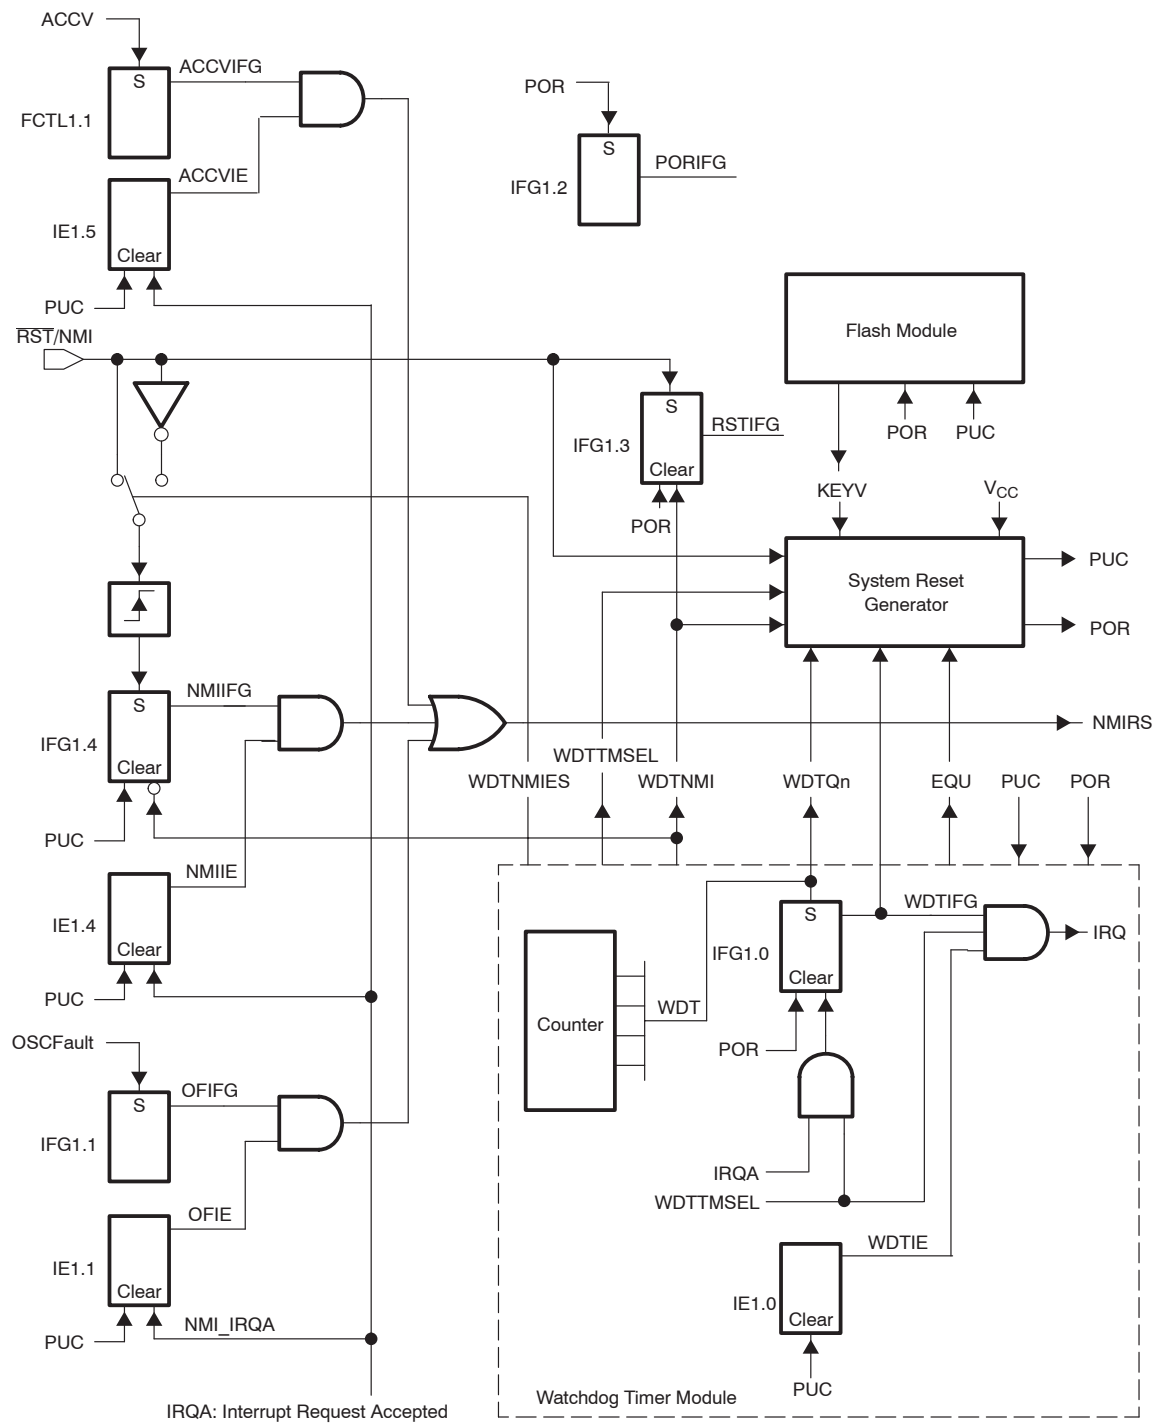 ACCV
S
ACCVIFG
FCTL1.1
ACCVIE
IE1.5
Clear
PUC
POR
S
PORIFG
IFG1.2
RST/NMI
Flash Module
S
RSTIFG
IFG1.3
Clear
POR
POR
PUC
KEYV
VCC
System Reset
Generator
PUC
POR
S
NMIIFG
IFG1.4
Clear
PUC
NMIRS
WDTTMSEL
WDTNMIES
WDTNMI
WDTQn
EQU
PUC
POR
NMIIE
IE1.4
Clear
PUC
OSCFault
S
OFIFG
IFG1.1
OFIE
IE1.1
Clear
PUC
NMI_IRQA
S
WDTIFG
IRQ
IFG1.0
Clear
Counter
WDT
POR
IRQA
WDTTMSEL
WDTIE
IE1.0
Clear
PUC
Watchdog Timer Module
IRQA: Interrupt Request Accepted